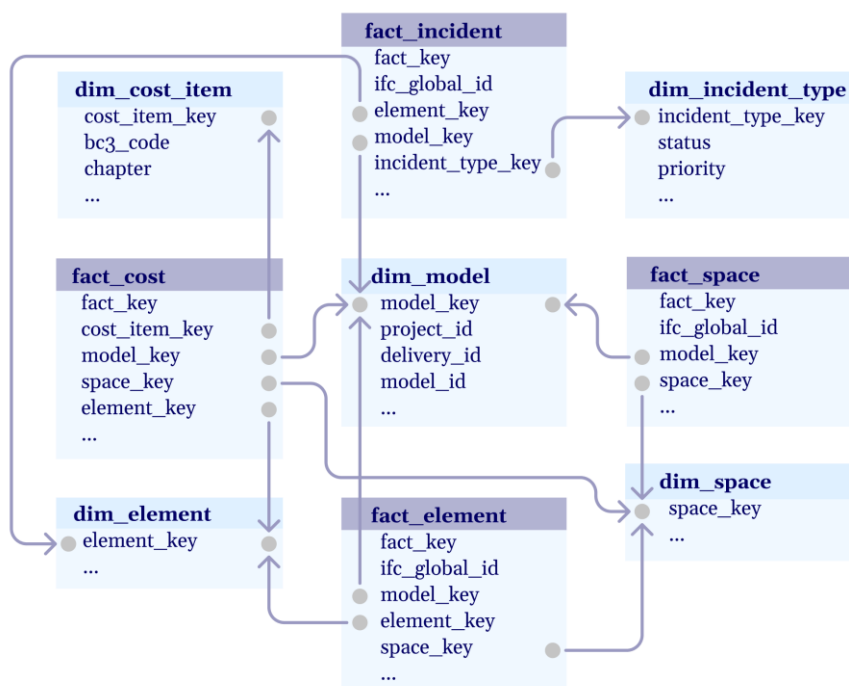 fact_incident
fact_key
ifc_global_id
element_key
model_key
incident_type_key
...
dim_cost_item
cost_item_key
bc3_code
chapter
...
dim_incident_type
incident_type_key
status
priority
...
fact_cost
fact_key
cost_item_key
model_key
space_key
element_key
...
dim_model
model_key
project_id
delivery_id
model_id
...
fact_space
fact_key
ifc_global_id
model_key
space_key
...
dim_element
element_key
...
fact_element
fact_key
ifc_global_id
model_key
element_key
space_key
...
dim_space
space_key
...